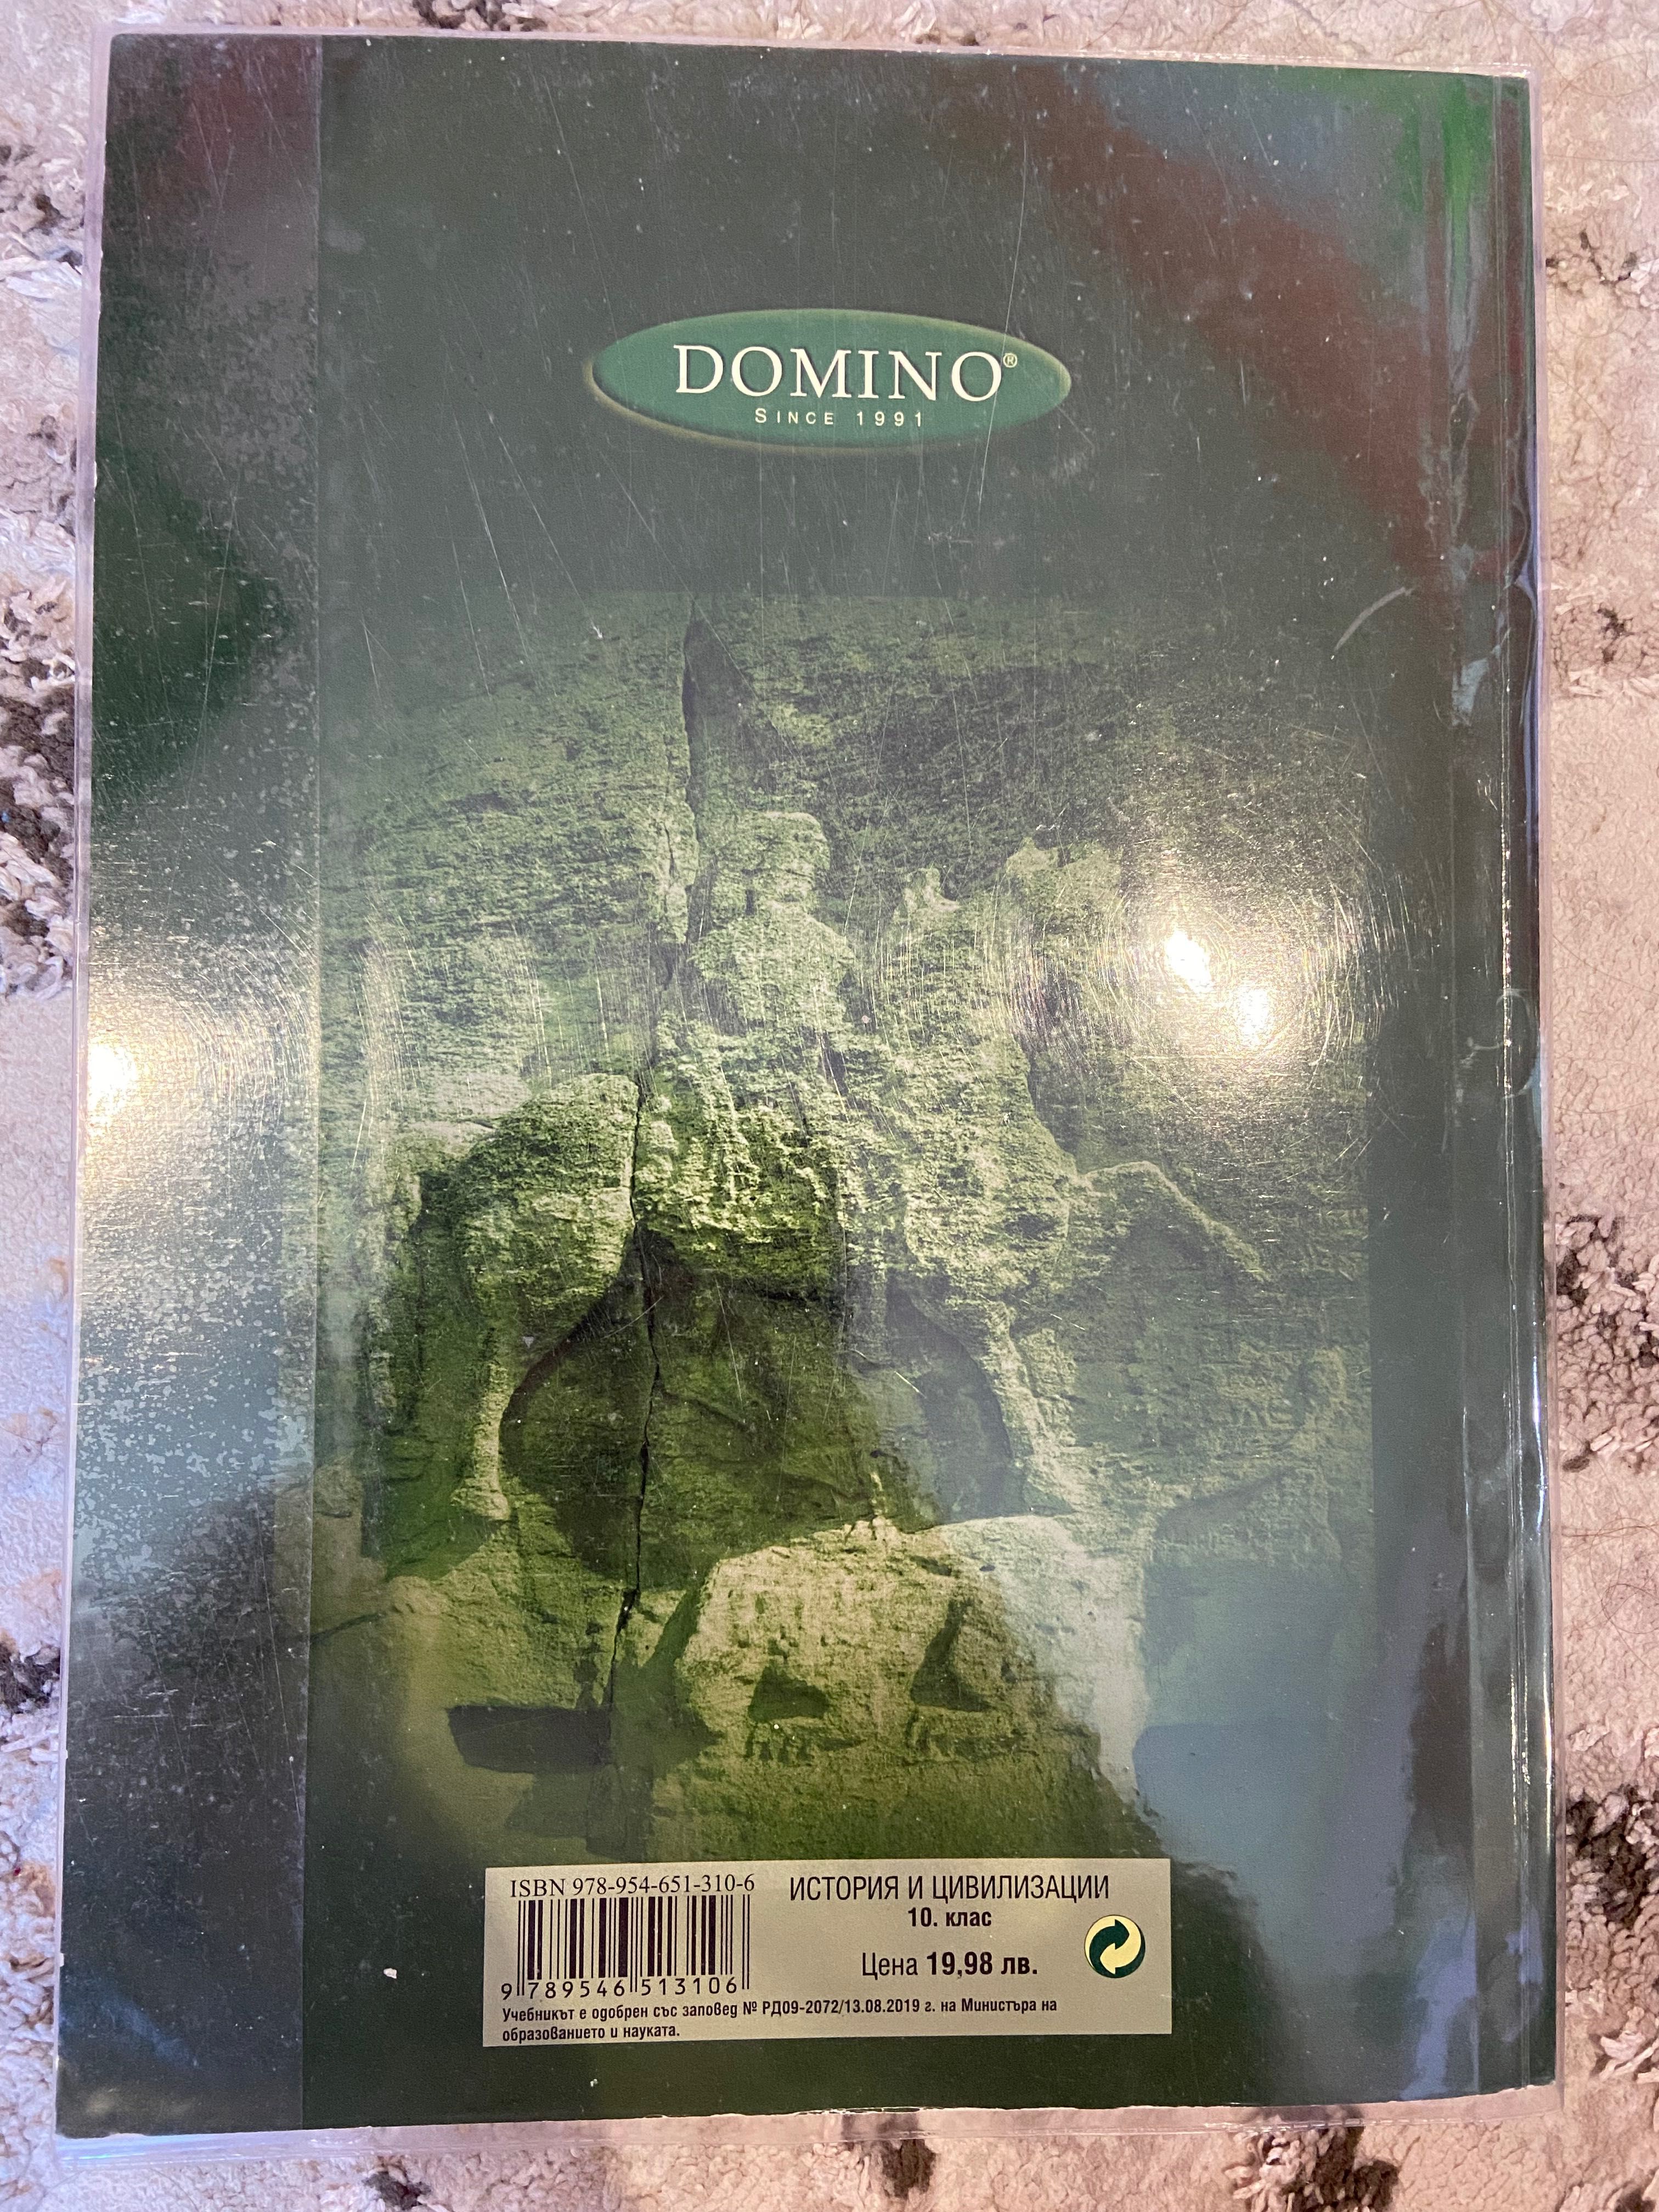 DOMINO®
SINCE 1991
ISBN 978-954-651-310-6
ИСТОРИЯ И ЦИВИЛИЗАЦИИ
10. клас
Цена 19,98 лв.
9 789546 513106
Учебникът е одобрен със заповед № РД09-2072/13.08.2019 г. на Министъра на
образованието и науката.